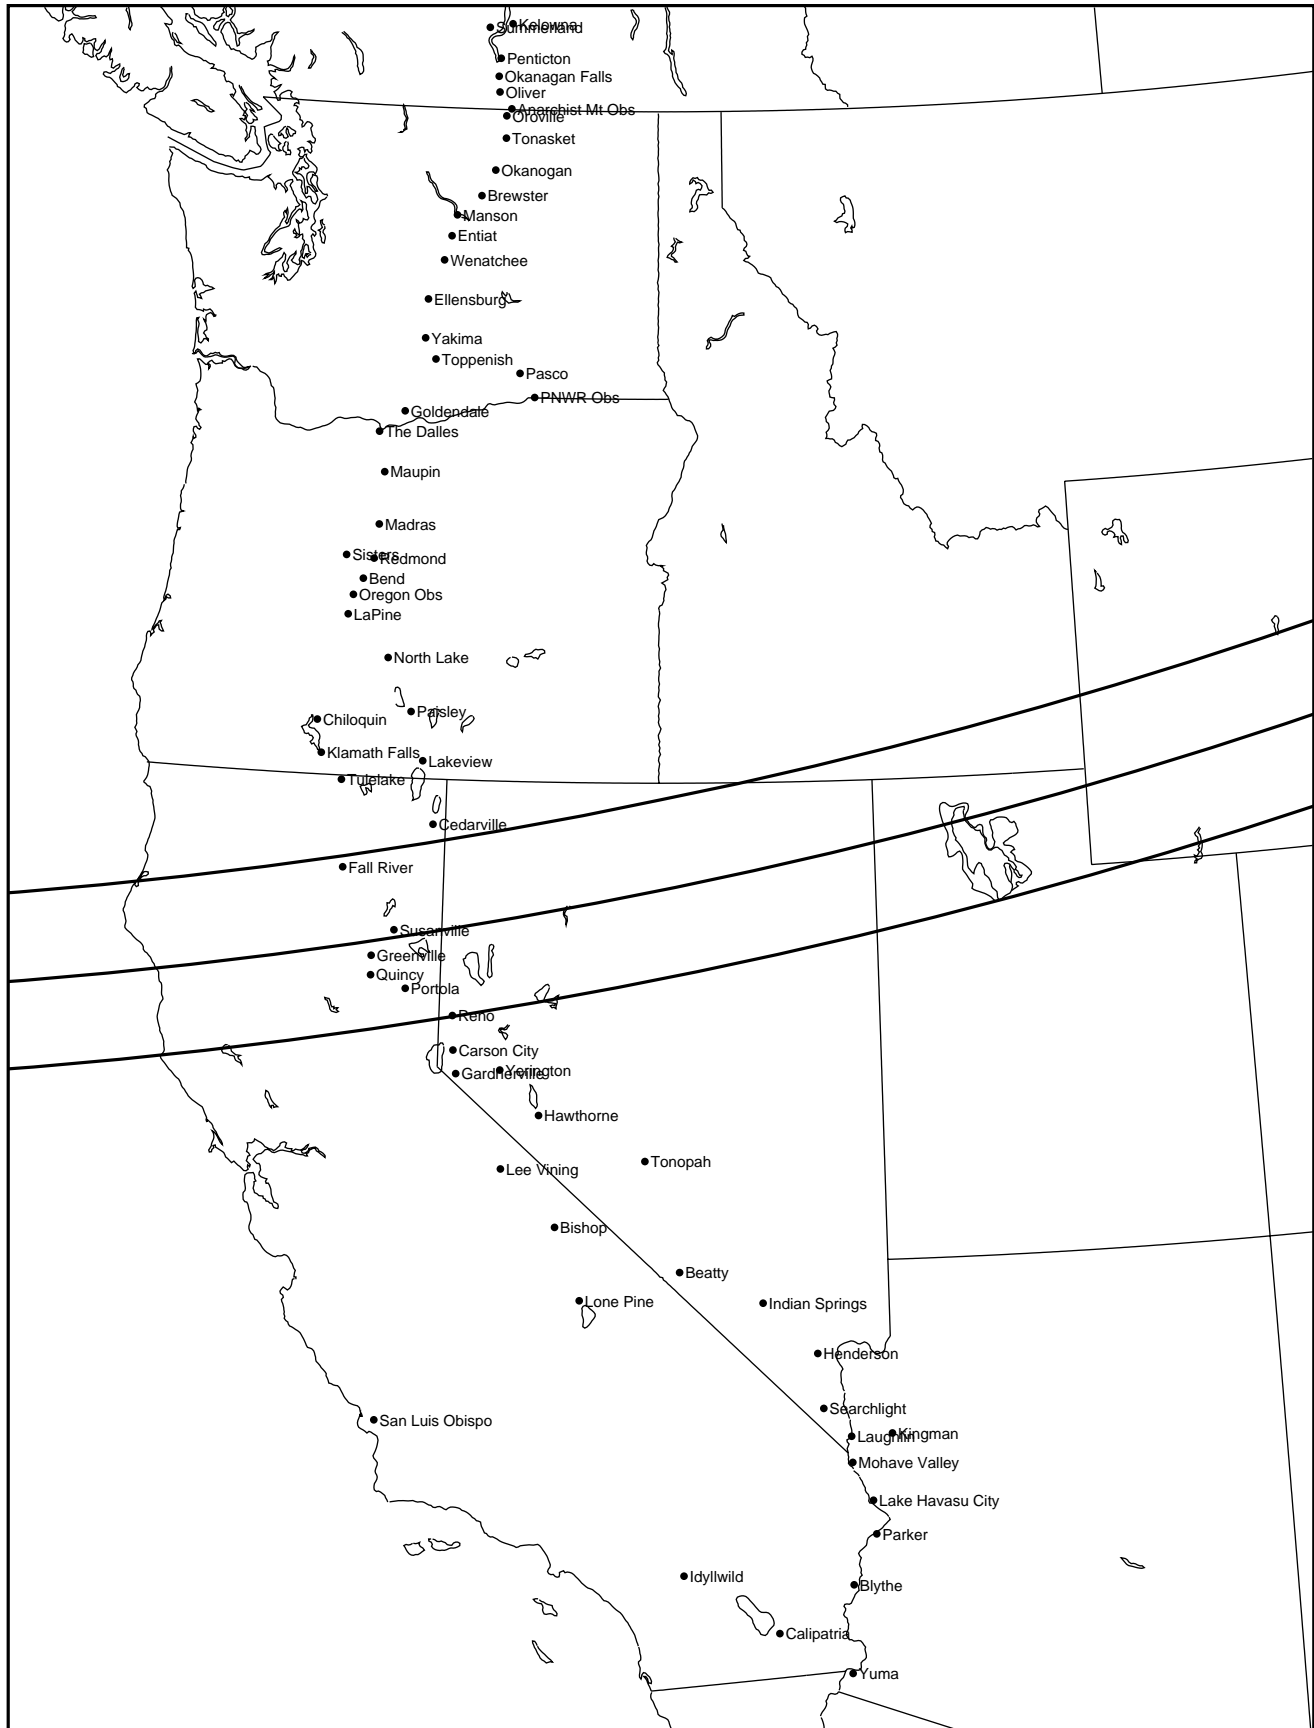 Kelowna
Summerland
Penticton
Okanagan Falls
Oliver
Anarchist Mt Obs
Oroville
Tonasket
Okanogan
Brewster
Manson
Entiat
Wenatchee
Ellensburg
Yakima
Toppenish
Pasco
PNWR Obs
Goldendale
The Dalles
Maupin
Madras
Sisters
Redmond
Bend
Oregon Obs
LaPine
North Lake
Paisley
Chiloquin
Klamath Falls
Lakeview
Tulelake
Cedarville
Fall River
Susanville
Greenville
Quincy
Portola
Reno
Carson City
Yerington
Gardnerville
Hawthorne
Tonopah
Lee Vining
Bishop
Beatty
Lone Pine
Indian Springs
Henderson
Searchlight
San Luis Obispo
Kingman
Laughlin
Mohave Valley
Lake Havasu City
Parker
Idyllwild
Blythe
Calipatria
Yuma